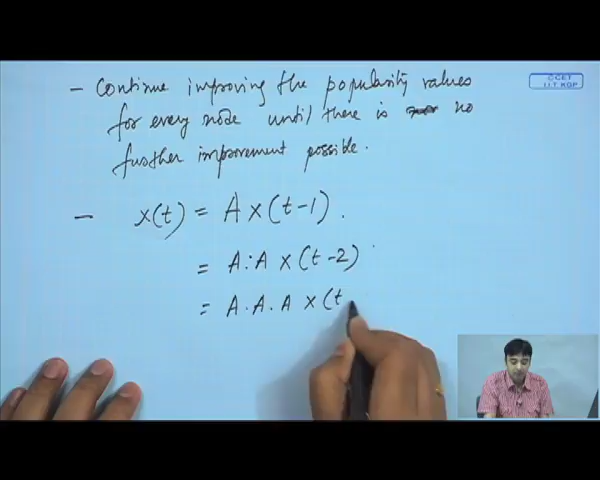 - Continue improving the popularity values
for every node until there is no
further improvement possible.
- x(t) = A x (t-1).
= A.A x (t-2)
= A.A.A x (t
CCET
I.I.T KGP